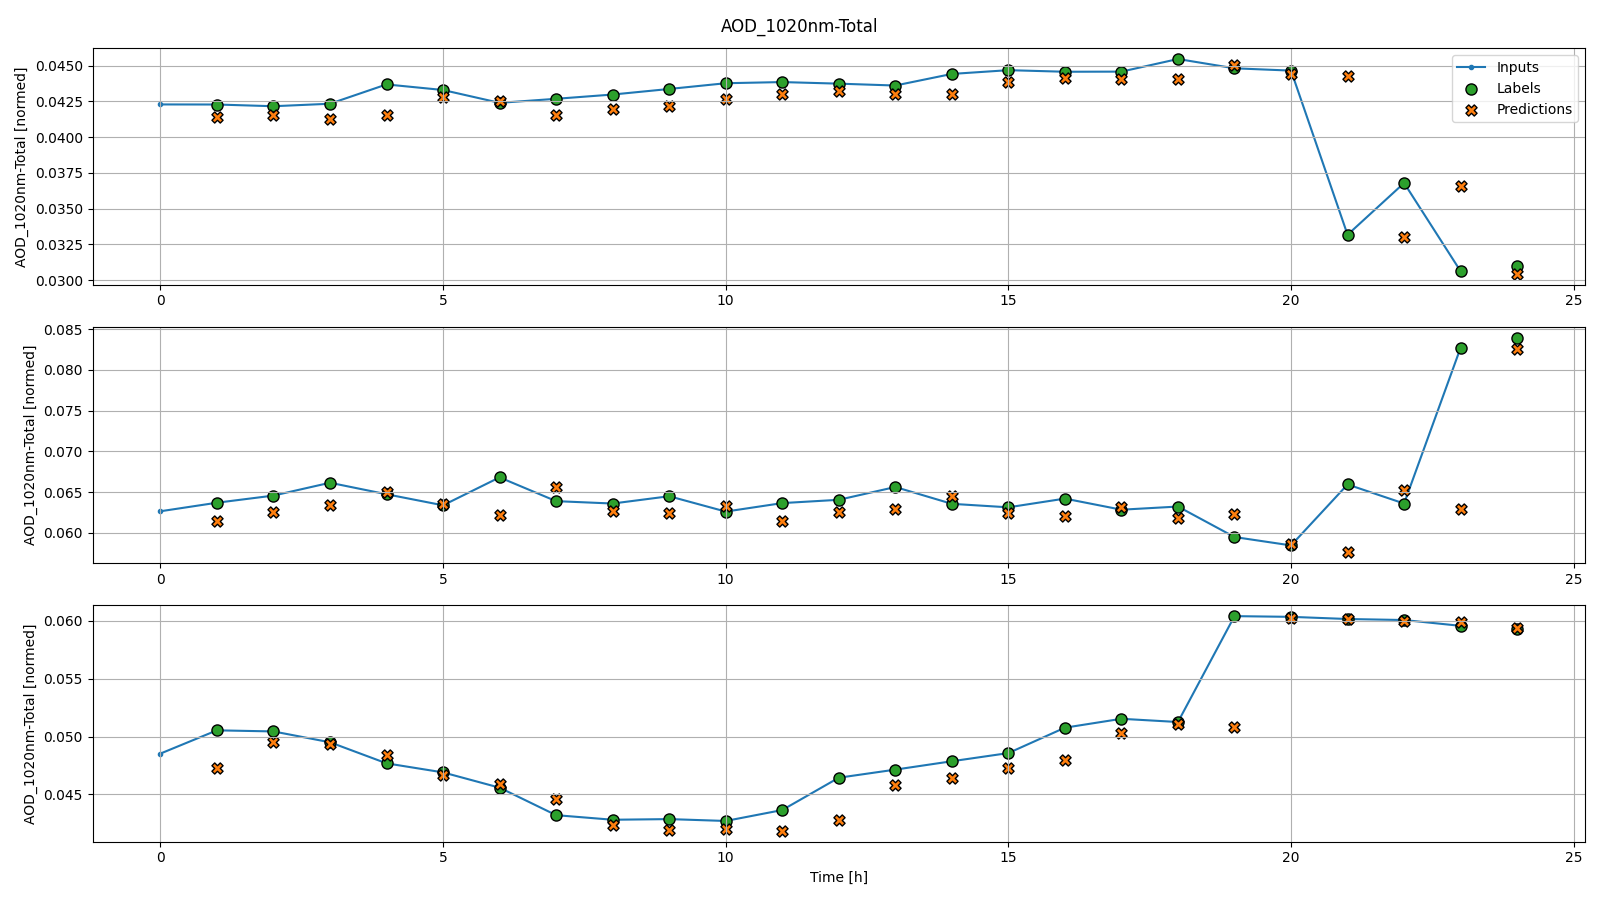 AOD_1020nm-Total
AOD_1020nm-Total [normed]
0.0450
0.0425
0.0400
0.0375
0.0350
0.0325
0.0300
Inputs
Labels
Predictions
0 5 10 15 20 25
AOD_1020nm-Total [normed]
0.085
0.080
0.075
0.070
0.065
0.060
0 5 10 15 20 25
AOD_1020nm-Total [normed]
0.060
0.055
0.050
0.045
0 5 10 15 20 25
Time [h]